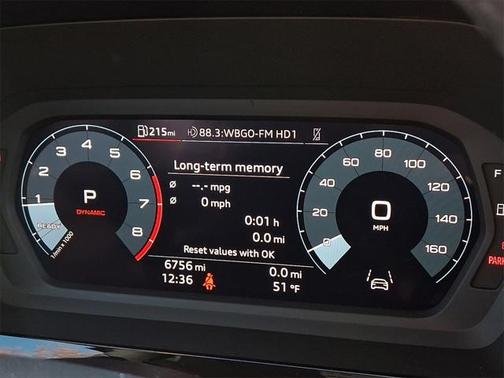 215mi 88.3:WBGO-FM HD1
Long-term memory
Ø --.- mpg
Ø 0 mph
0:01 h
0.0 mi
Reset values with OK
6756 mi 0.0 mi
12:36 51 °F
1 2 3 4 5 6 7 8
P
DYNAMIC
READY
1/min x 1000
0 20 40 60 80 100 120 140 160
0
MPH
F
PARK